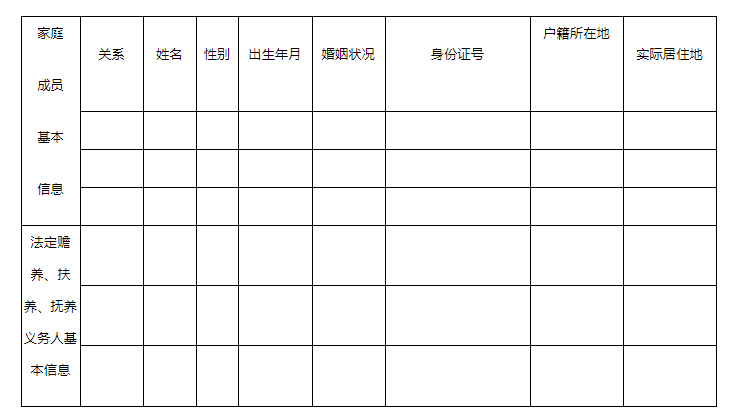 家庭
成员
基本
信息
关系
姓名
性别
出生年月
婚姻状况
身份证号
户籍所在地
实际居住地
法定赡
养、扶
养、抚养
义务人基
本信息